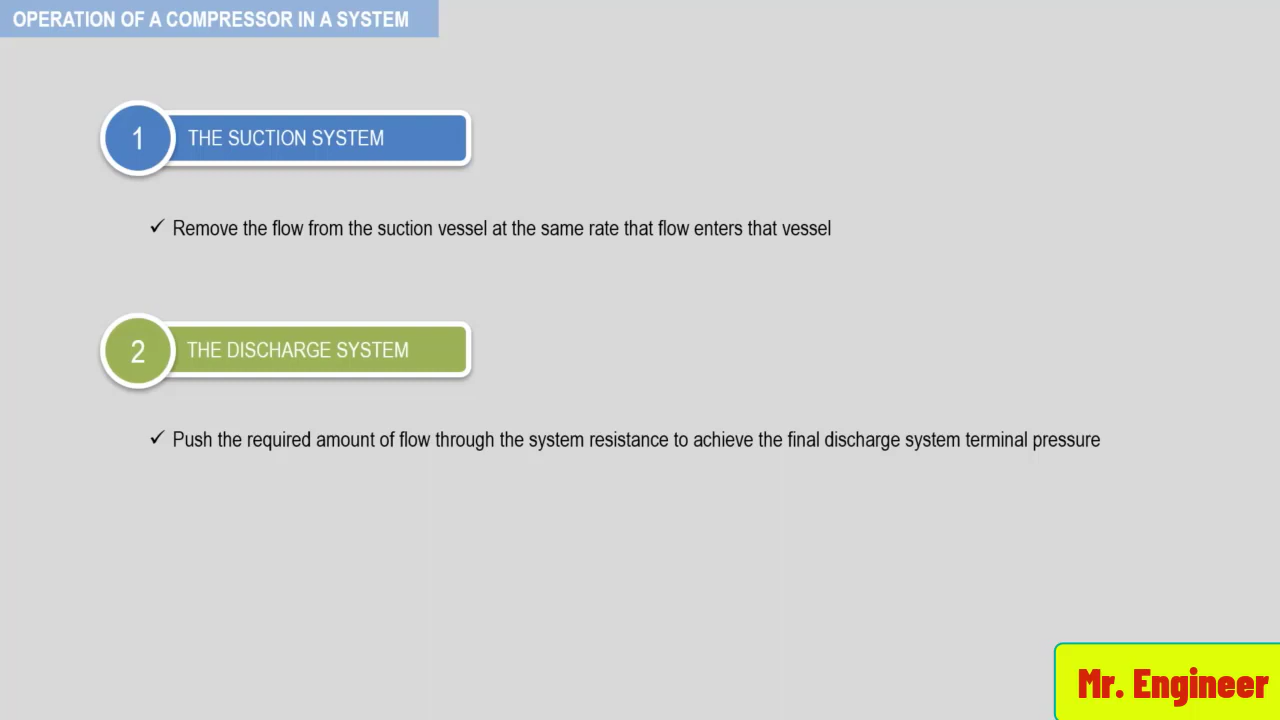 OPERATION OF A COMPRESSOR IN A SYSTEM
1
THE SUCTION SYSTEM
✓ Remove the flow from the suction vessel at the same rate that flow enters that vessel
2
THE DISCHARGE SYSTEM
✓ Push the required amount of flow through the system resistance to achieve the final discharge system terminal pressure
Mr. Engineer